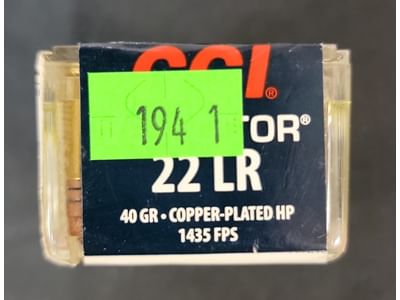 CCI®
194 1
TOR®
22 LR
40 GR • COPPER-PLATED HP
1435 FPS